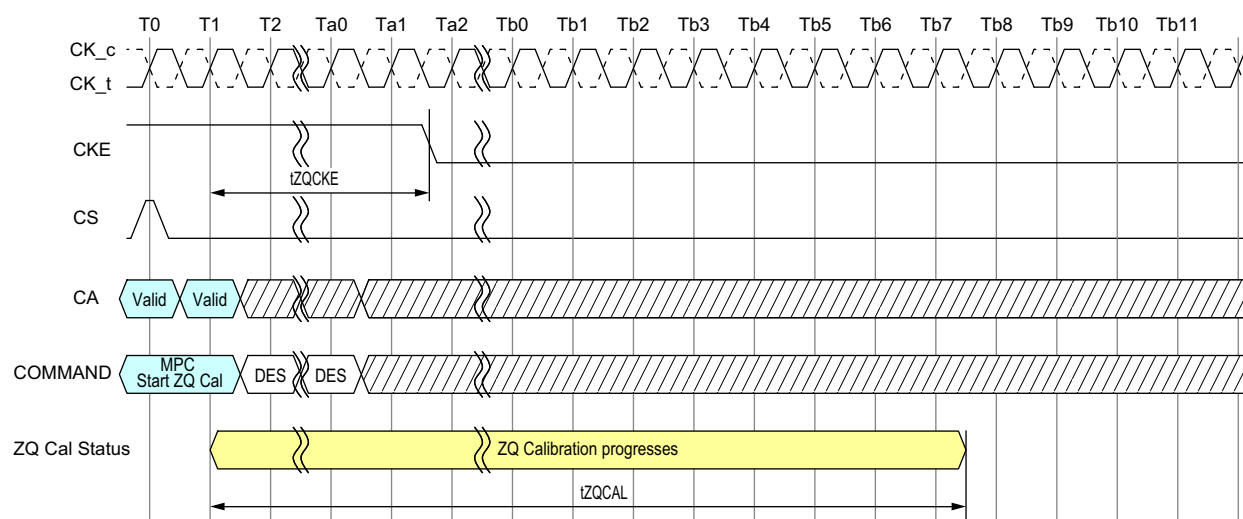 T0 T1 T2 Ta0 Ta1 Ta2 Tb0 Tb1 Tb2 Tb3 Tb4 Tb5 Tb6 Tb7 Tb8 Tb9 Tb10 Tb11
CK_c
CK_t
CKE
tZQCKE
CS
CA Valid Valid
COMMAND MPC Start ZQ Cal DES DES
ZQ Cal Status ZQ Calibration progresses
tZQCAL